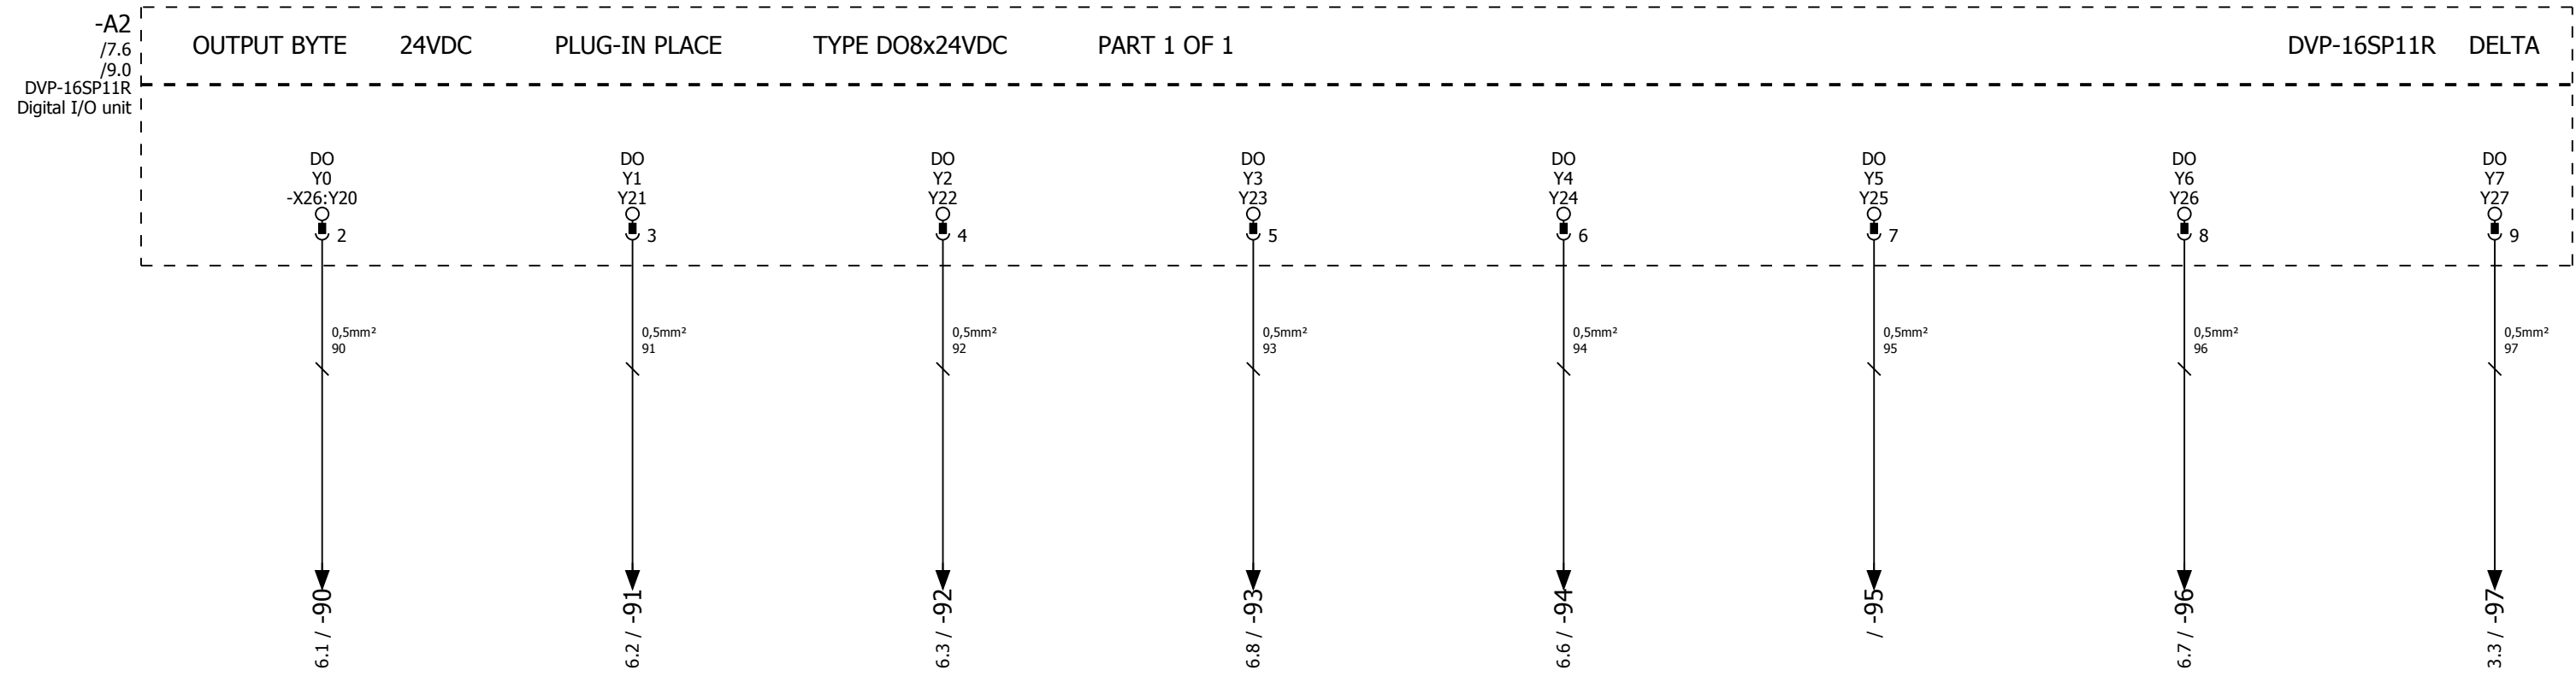 -A2
/7.6
/9.0
DVP-16SP11R
Digital I/O unit
OUTPUT BYTE 24VDC PLUG-IN PLACE TYPE DO8x24VDC PART 1 OF 1 DVP-16SP11R DELTA
DO DO DO DO DO DO DO DO
Y0 Y1 Y2 Y3 Y4 Y5 Y6 Y7
-X26:Y20 Y21 Y22 Y23 Y24 Y25 Y26 Y27
2 3 4 5 6 7 8 9
0,5mm² 0,5mm² 0,5mm² 0,5mm² 0,5mm² 0,5mm² 0,5mm² 0,5mm²
90 91 92 93 94 95 96 97
6.1 / -90
6.2 / -91
6.3 / -92
6.8 / -93
6.6 / -94
/ -95
6.7 / -96
3.3 / -97